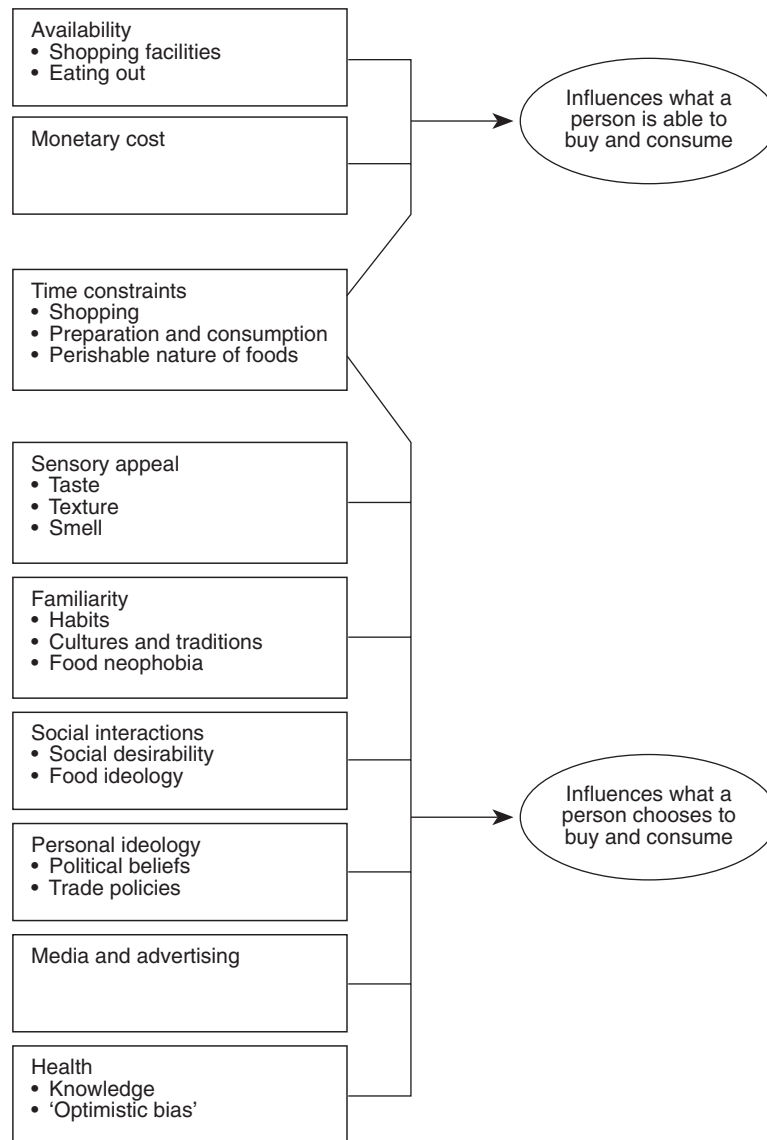 Availability
• Shopping facilities
• Eating out
Influences what a
person is able to
buy and consume
Monetary cost
Time constraints
• Shopping
• Preparation and consumption
• Perishable nature of foods
Sensory appeal
• Taste
• Texture
• Smell
Familiarity
• Habits
• Cultures and traditions
• Food neophobia
Social interactions
• Social desirability
• Food ideology
Influences what a
person chooses to
buy and consume
Personal ideology
• Political beliefs
• Trade policies
Media and advertising
Health
• Knowledge
• ‘Optimistic bias’